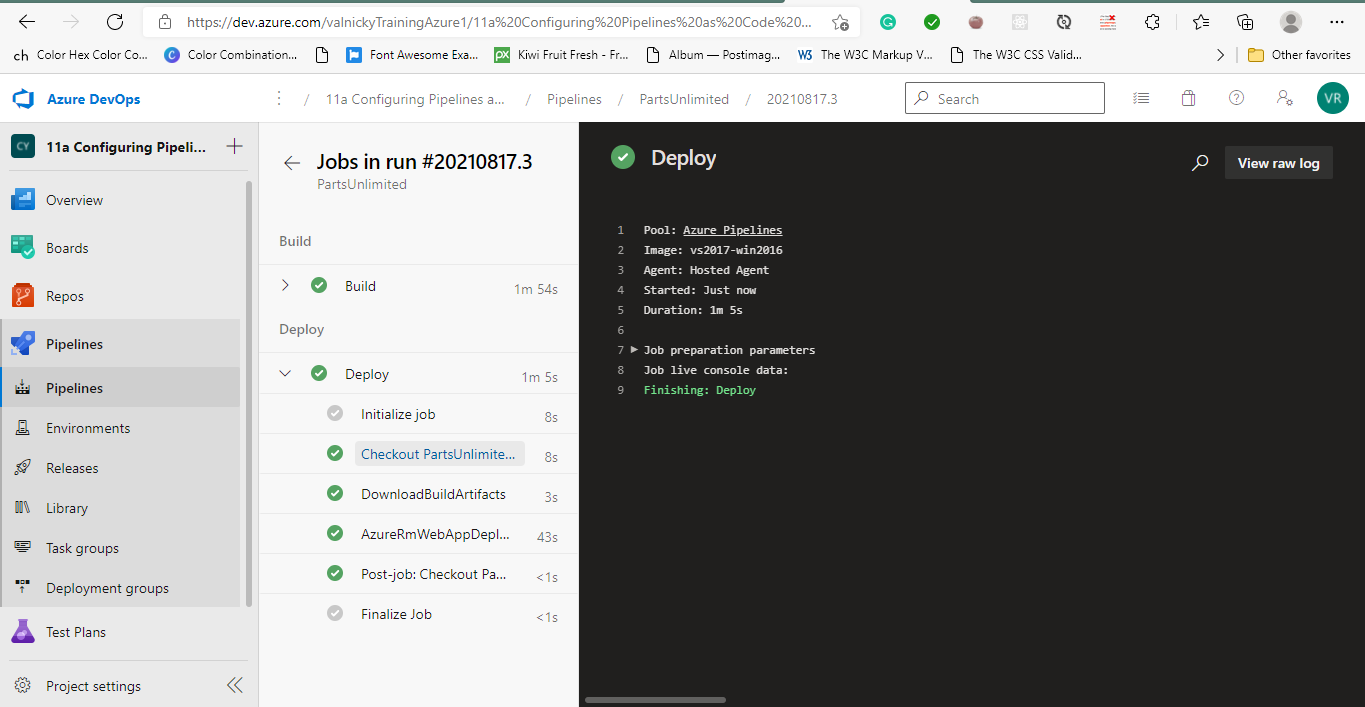 https://dev.azure.com/valnickyTrainingAzure1/11a%20Configuring%20Pipelines%20as%20Code%20...
ch Color Hex Color Co...
C Color Combination...
Font Awesome Exa...
px Kiwi Fruit Fresh - Fr...
Album — Postimag...
W3 The W3C Markup V...
The W3C CSS Valid...
Other favorites
Azure DevOps
/ 11a Configuring Pipelines a... / Pipelines / PartsUnlimited / 20210817.3
Search
VR
CY 11a Configuring Pipeli...
Overview
Boards
Repos
Pipelines
Pipelines
Environments
Releases
Library
Task groups
Deployment groups
Test Plans
Project settings
Jobs in run #20210817.3
PartsUnlimited
Build
Build 1m 54s
Deploy
Deploy 1m 5s
Initialize job 8s
Checkout PartsUnlimite... 8s
DownloadBuildArtifacts 3s
AzureRmWebAppDepl... 43s
Post-job: Checkout Pa... <1s
Finalize Job <1s
Deploy
View raw log
1 Pool: Azure Pipelines
2 Image: vs2017-win2016
3 Agent: Hosted Agent
4 Started: Just now
5 Duration: 1m 5s
6
7 Job preparation parameters
8 Job live console data:
9 Finishing: Deploy